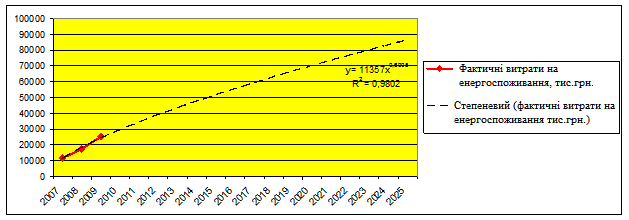 100000
90000
80000
70000
60000
50000
40000
30000
20000
10000
0
y= 11357x
R² = 0,9802
2007 2008 2009 2010 2011 2012 2013 2014 2015 2016 2017 2018 2019 2020 2021 2022 2023 2024 2025
Фактичні витрати на
енергоспоживання, тис.грн.
Степеневий (фактичні витрати на
енергоспоживання тис.грн.)